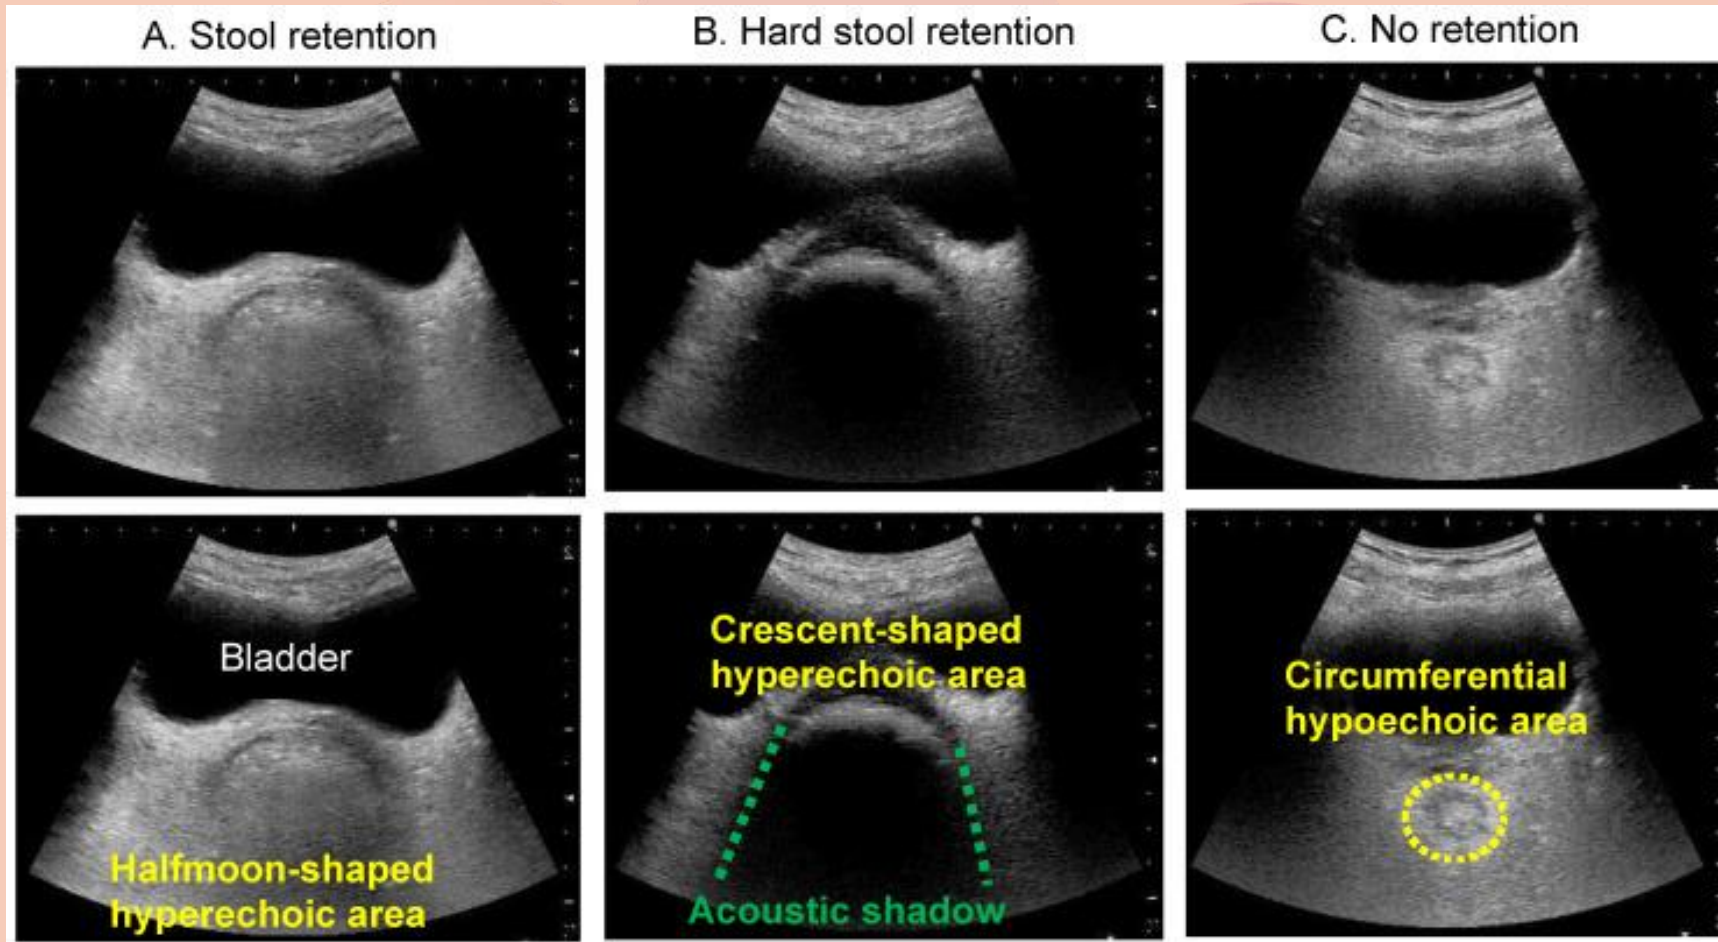 A. Stool retention
B. Hard stool retention
C. No retention
Bladder
Halfmoon-shaped
hyperechoic area
Crescent-shaped
hyperechoic area
Acoustic shadow
Circumferential
hypoechoic area